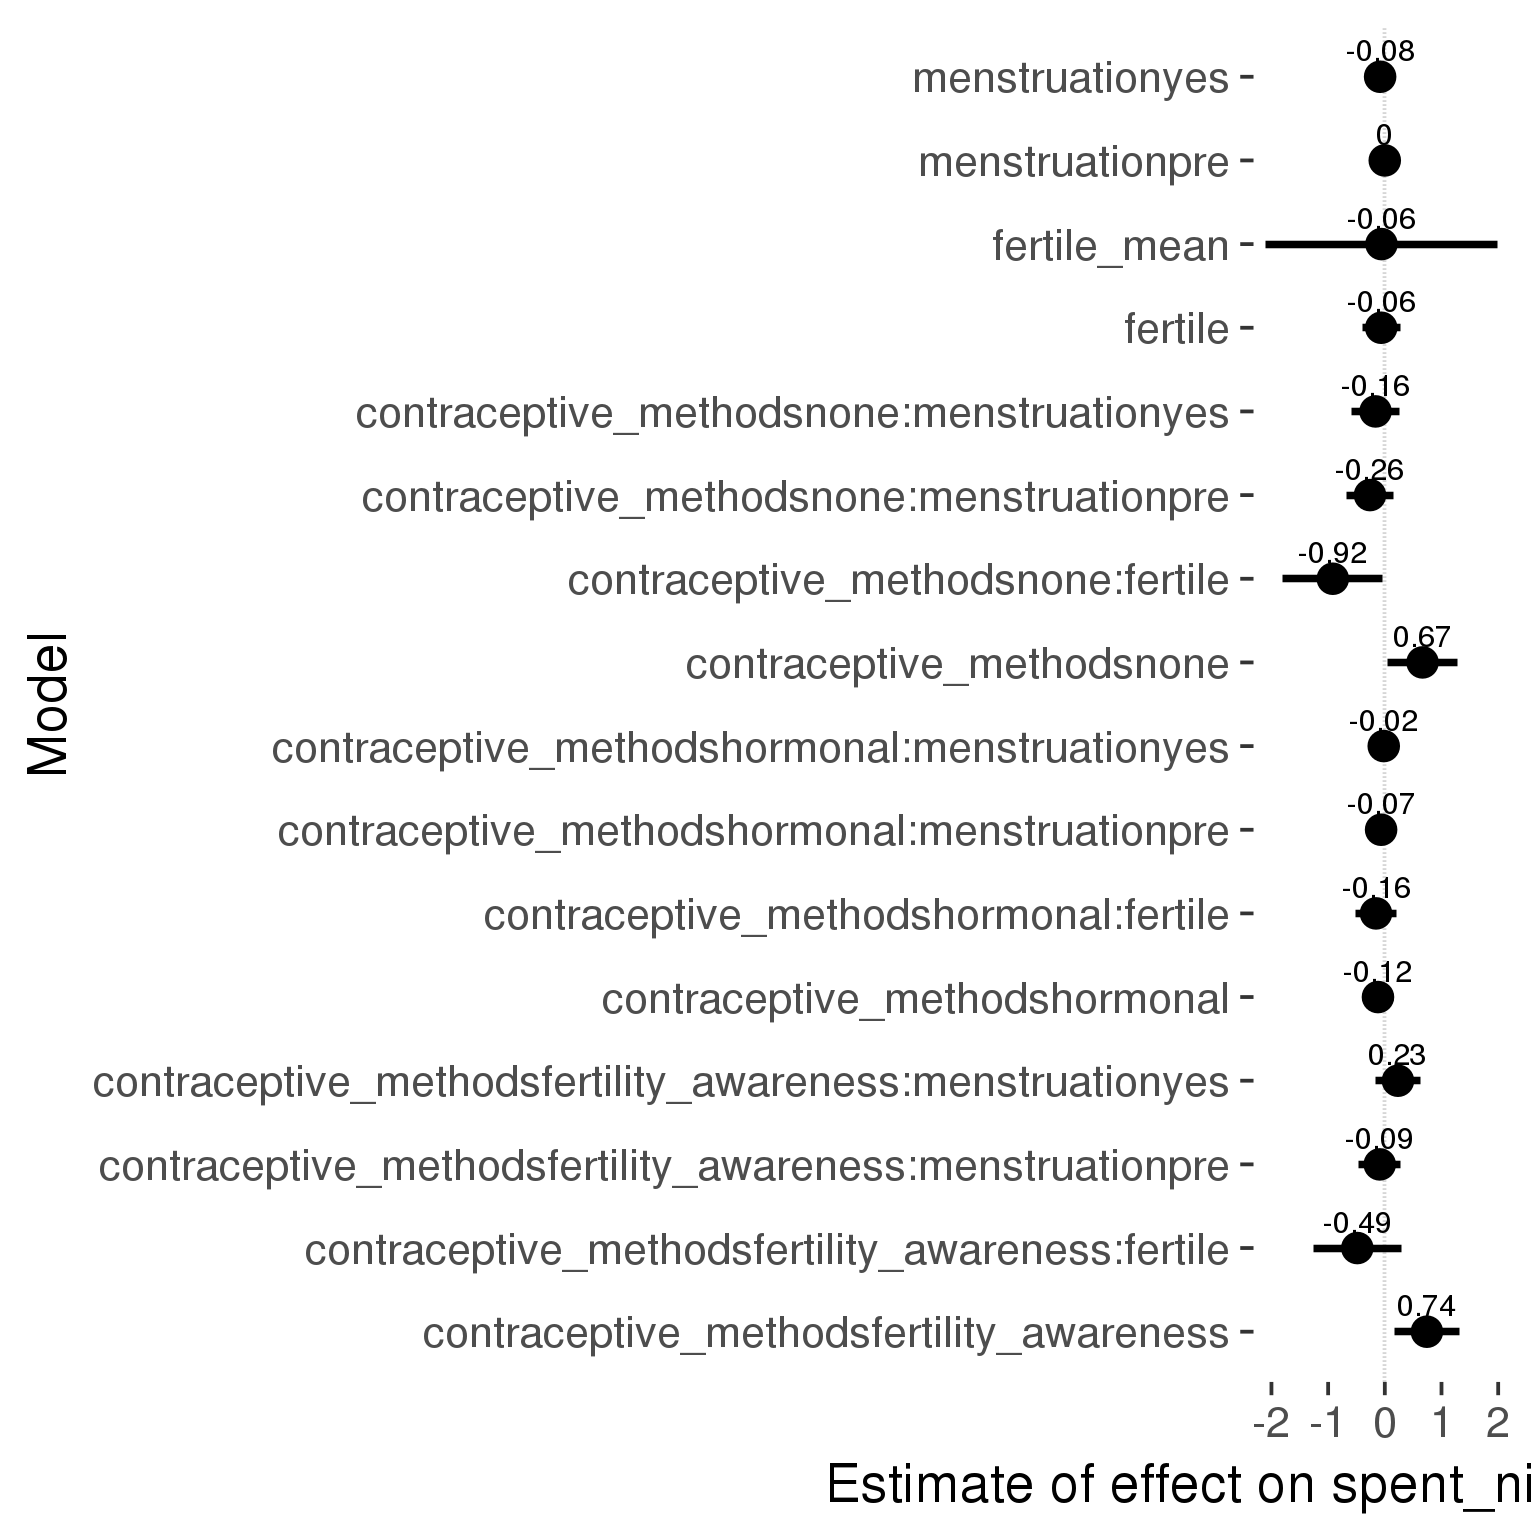 -0.08
menstruationyes
0
menstruationpre
-0.06
fertile_mean
-0.06
fertile
-0.16
contraceptive_methodsnone:menstruationyes
-0.26
contraceptive_methodsnone:menstruationpre
-0.92
contraceptive_methodsnone:fertile
0.67
contraceptive_methodsnone
-0.02
contraceptive_methodshormonal:menstruationyes
-0.07
contraceptive_methodshormonal:menstruationpre
-0.16
contraceptive_methodshormonal:fertile
-0.12
contraceptive_methodshormonal
0.23
contraceptive_methodsfertility_awareness:menstruationyes
-0.09
contraceptive_methodsfertility_awareness:menstruationpre
-0.49
contraceptive_methodsfertility_awareness:fertile
0.74
contraceptive_methodsfertility_awareness
Model
-2 -1 0 1 2
Estimate of effect on spent_ni